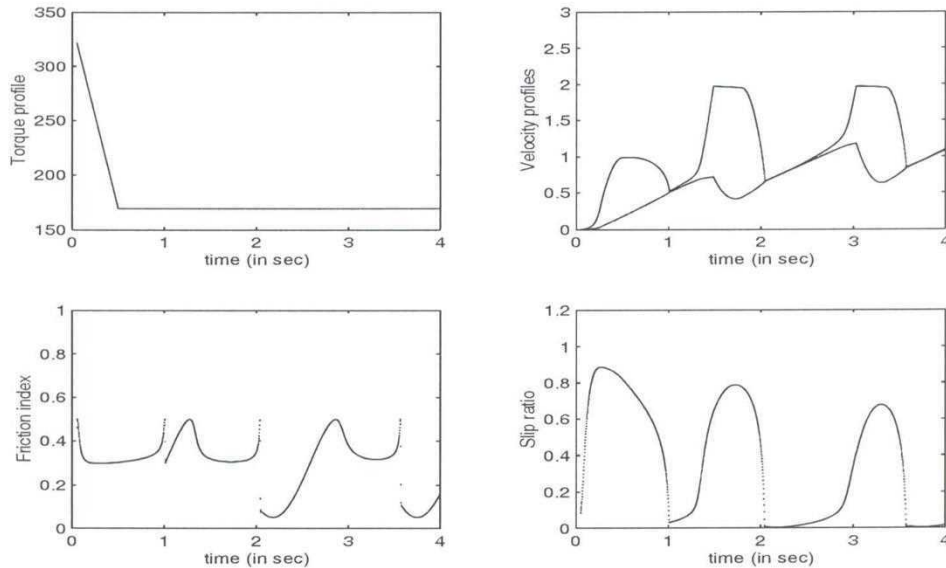 350
300
250
200
150
Torque profile
0 1 2 3 4
time (in sec)
3
2.5
2
1.5
1
0.5
0
Velocity profiles
0 1 2 3 4
time (in sec)
1
0.8
0.6
0.4
0.2
0
Friction index
0 1 2 3 4
time (in sec)
1.2
1
0.8
0.6
0.4
0.2
0
Slip ratio
0 1 2 3 4
time (in sec)